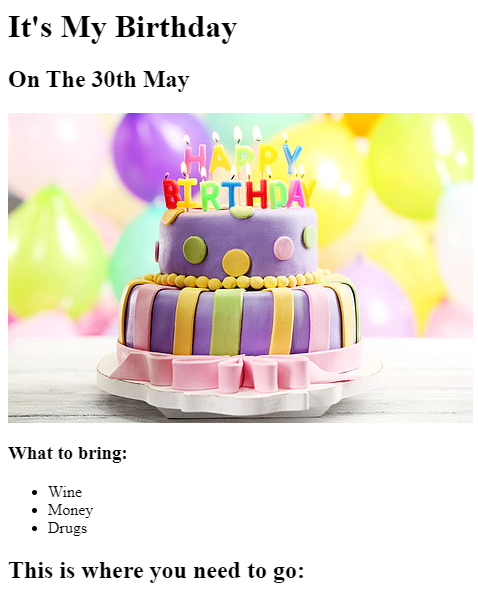 It's My Birthday
On The 30th May
HAPPY
BIRTHDAY
What to bring:
Wine
Money
Drugs
This is where you need to go: